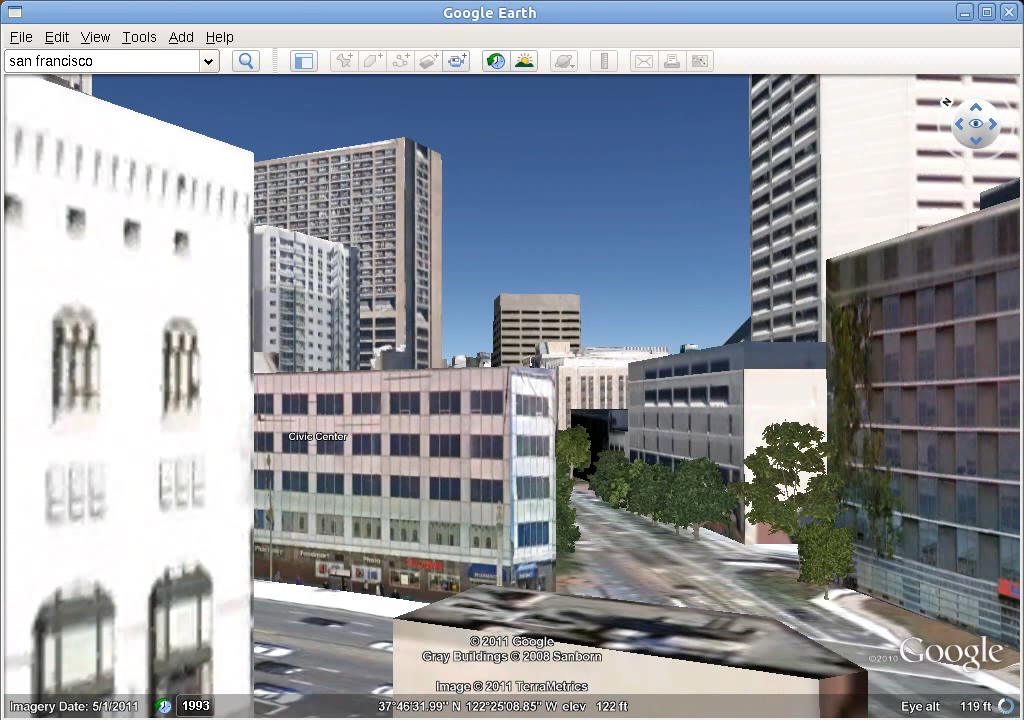 Google Earth
File Edit View Tools Add Help
san francisco
N
Civic Center
Photo
© 2011 Google
Gray Buildings © 2008 Sanborn
©2010 Google
Image © 2011 TerraMetrics
Imagery Date: 5/1/2011 1993 37°46'31.99" N 122°25'08.85" W elev 122 ft Eye alt 119 ft